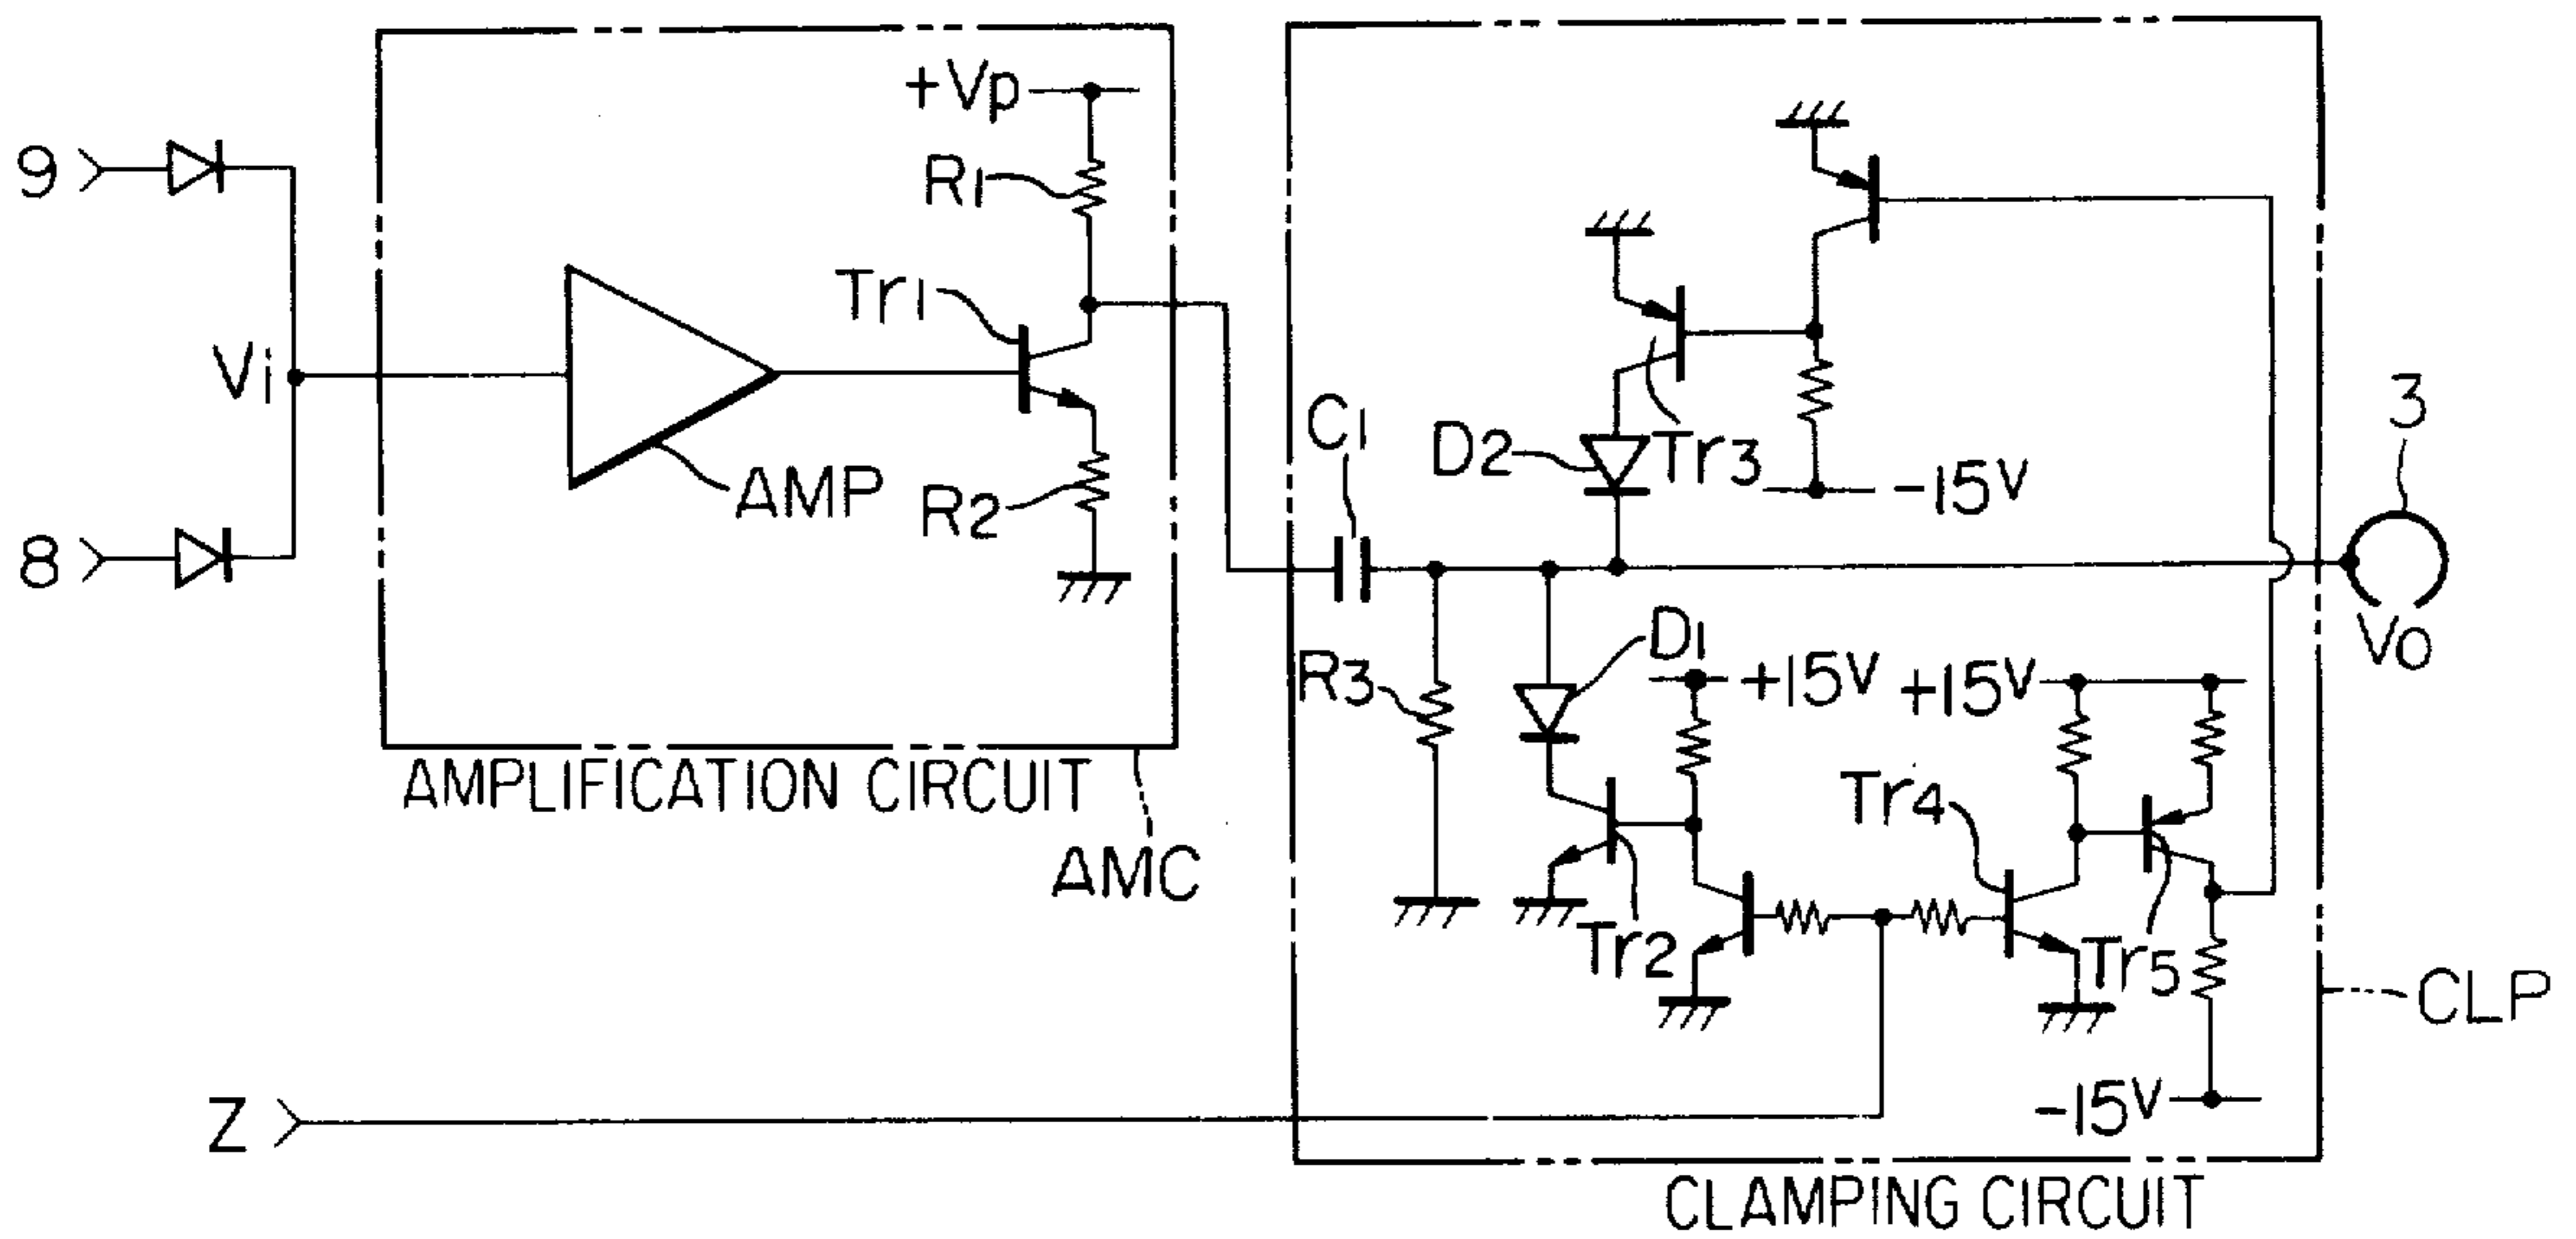 +Vp
9
R1
Tr1
Vi
3
C1
D2
Tr3
-15V
AMP
R2
8
D1
Vo
R3
+15V
+15V
AMPLIFICATION CIRCUIT
Tr4
AMC
Tr2
Tr5
CLP
Z
-15V
CLAMPING CIRCUIT